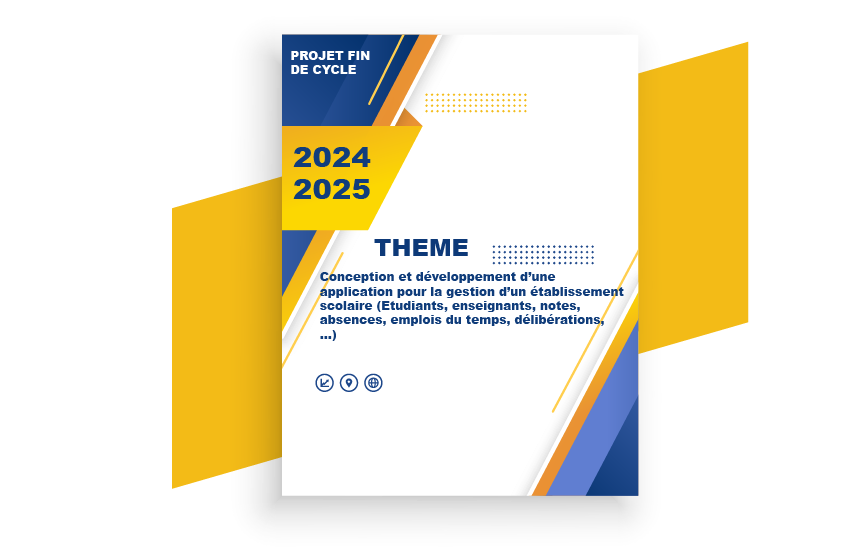 PROJET FIN
DE CYCLE
2024
2025
THEME
Conception et développement d'une
application pour la gestion d'un établissement
scolaire (Etudiants, enseignants, notes,
absences, emplois du temps, délibérations,
...)